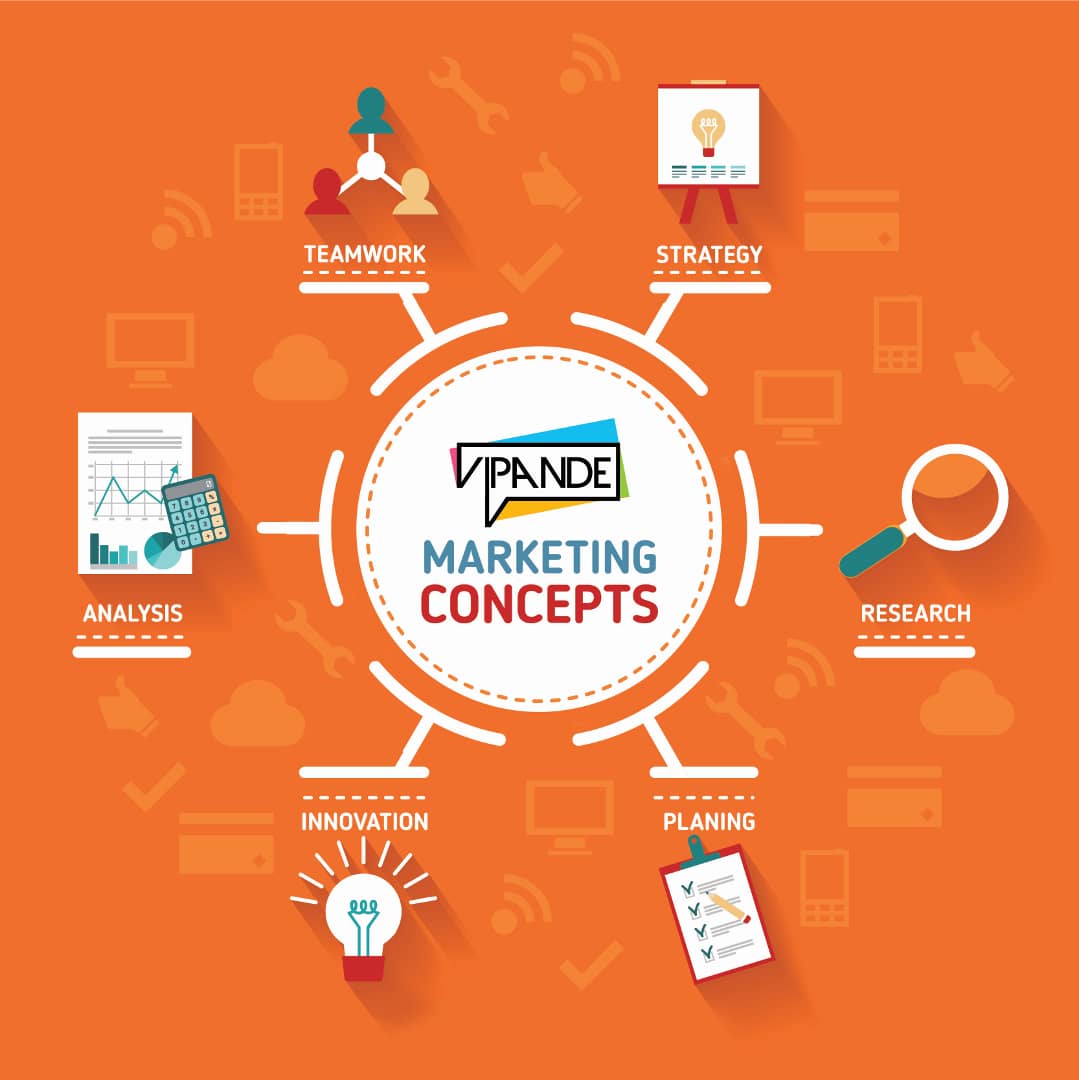 TEAMWORK
STRATEGY
VIPANDE
MARKETING
CONCEPTS
ANALYSIS
RESEARCH
INNOVATION
PLANING